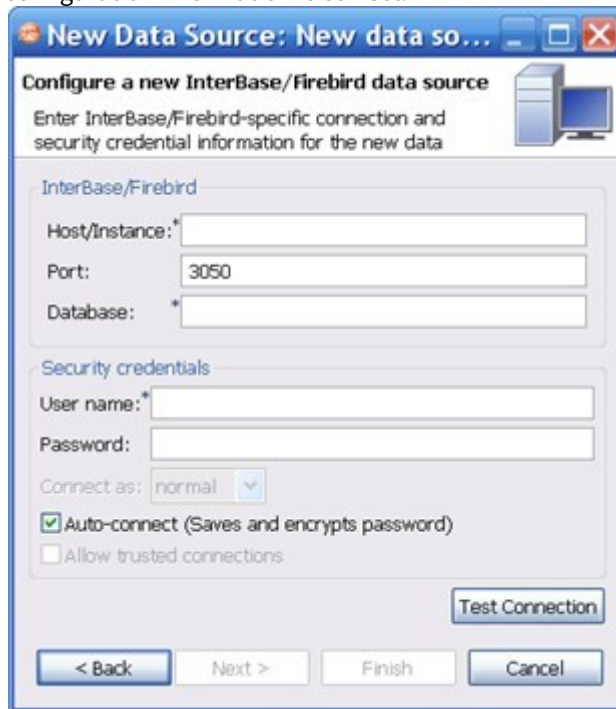 New Data Source: New data so...
Configure a new InterBase/Firebird data source
Enter InterBase/Firebird-specific connection and
security credential information for the new data
InterBase/Firebird
Host/Instance:*
Port: 3050
Database: *
Security credentials
User name:*
Password:
Connect as: normal
Auto-connect (Saves and encrypts password)
Allow trusted connections
Test Connection
< Back Next > Finish Cancel